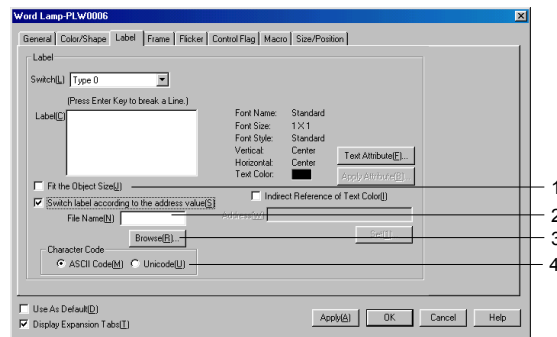 Word Lamp-PLW0006
General Color/Shape Label Frame Flicker Control Flag Macro Size/Position
Label
Switch(L) Type 0
(Press Enter Key to break a Line.)
Label(C)
Font Name: Standard
Font Size: 1×1
Font Style: Standard
Vertical: Center
Horizontal: Center
Text Color:
Text Attribute(F)...
Apply Attribute(B)
Fit the Object Size(J) 1
Switch label according to the address value(S)
Indirect Reference of Text Color(I)
File Name(N) Address(W) 2
Browse(R)... Set(T) 3
Character Code
ASCII Code(M) Unicode(U) 4
Use As Default(D)
Display Expansion Tabs(T)
Apply(A) OK Cancel Help